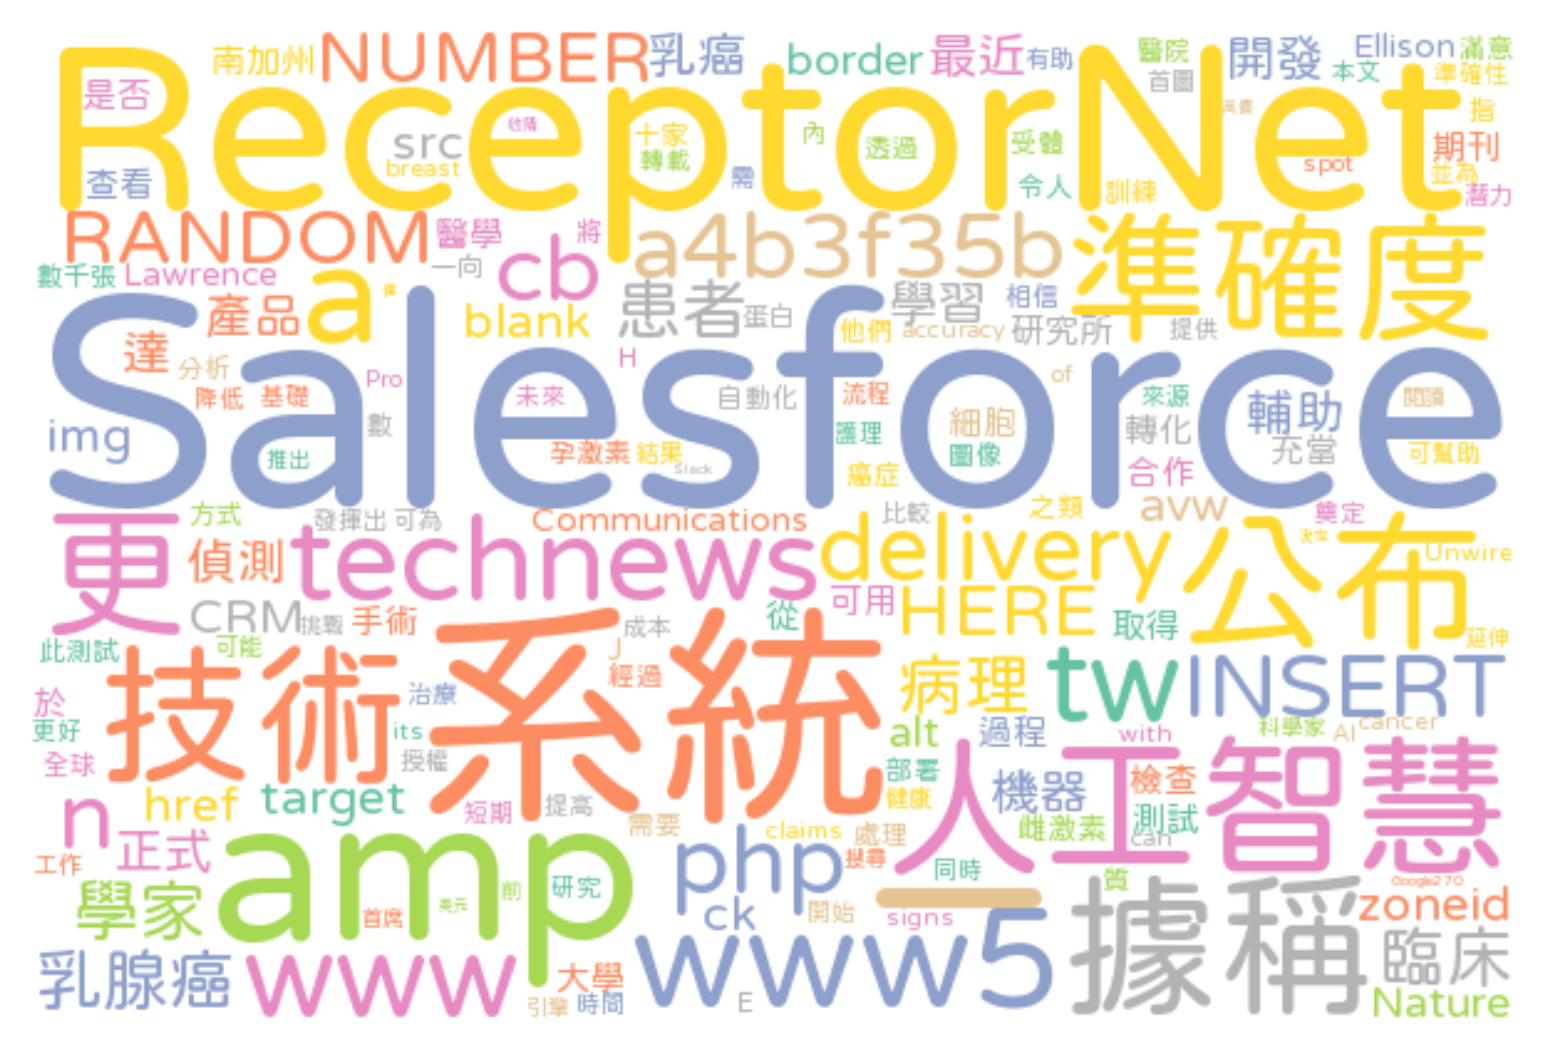 南加州 NUMBER 乳癌 border 最近 有助 醫院 開發 Ellison 滿意
首圖 本文 準確性
是否 ReceptorNet 指
src 十家 內 透過 受體 期刊
breast 轉載 spot 並為
查看 需 令人 訓練 潛力
RANDOM 醫學 將 a4b3f35b 準確度
數千張 Lawrence 一向 cb
產品 a blank 患者 蛋白 學習 相信
他們 accuracy 研究所 提供
達 分析 H
Pro of
Salesforce
降低 基礎 未來 自動化 流程 來源 閱讀
img 數 護理 細胞 轉化 輔助
推出 孕激素 結果 圖像 充當 可幫助
Slack 癌症 合作
方式 發揮出 可為 Communications 比較 之類 avw 奠定
更 偵測 technews delivery 公布 決定 Unwire
CRM 挑戰 手術 成本 從 可用 HERE 取得 延伸
此測試 可能 J
技術 系統 經過 病理 tw INSERT
於 治療
更好 its alt 過程 with 科學家 AI cancer
全球 授權 部署 人工智慧
n href target 短期 提高 健康 機器 檢查
需要 claims 處理 雌激素 測試
can
工作 正式 amp php 搜尋 同時 質
Google270
學家 美元 前 研究 一
首席 ck 開始 signs 據稱 zoneid
乳腺癌 www 大學 www5 臨床
引擎 時間 E Nature